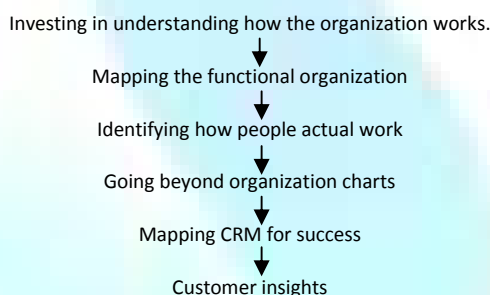 Investing in understanding how the organization works.
Mapping the functional organization
Identifying how people actual work
Going beyond organization charts
Mapping CRM for success
Customer insights